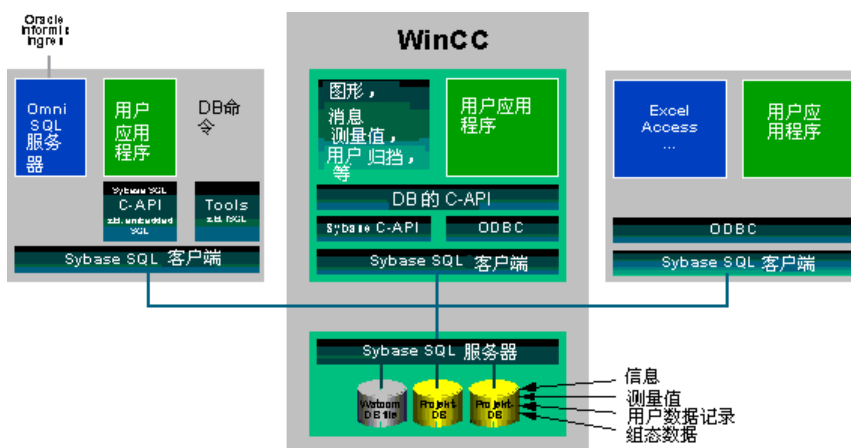 Oracle
Informix
Ingres
WinCC
Omni
SQL
服务
器
用户
应用
程序
DB命
令
Sybase SQL
C-API
z.B. embedded
SQL
Tools
z.B. ISQL
Sybase SQL 客户端
图形，
消息
测量值，
用户 归挡，
等
用户应用
程序
DB 的 C-API
Sybase C-API
ODBC
Sybase SQL 客户端
Excel
Access
...
用户应
用程序
ODBC
Sybase SQL 客户端
Sybase SQL 服务器
Watcom
DB file
Projekt-
DB
Projekt-
DB
信息
测量值
用户数据记录
组态数据